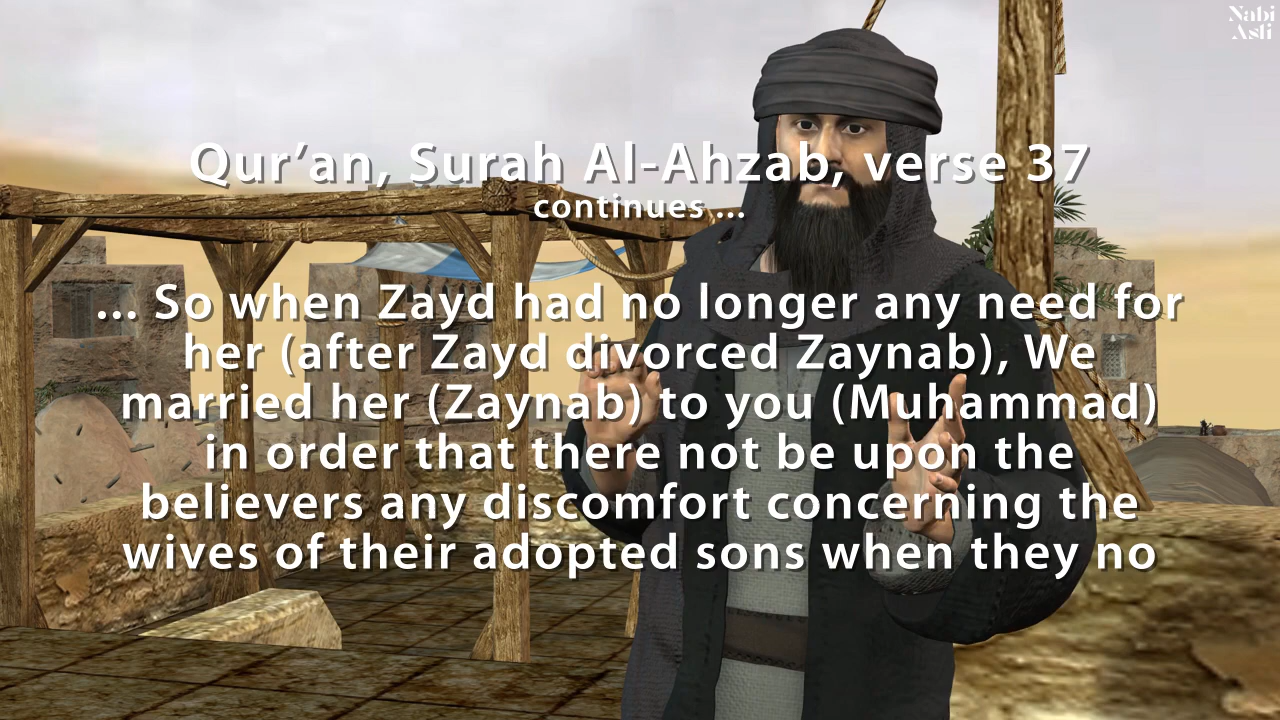 Nabi
Asli
Qur’an, Surah Al-Ahzab, verse 37
continues ...
... So when Zayd had no longer any need for
her (after Zayd divorced Zaynab), We
married her (Zaynab) to you (Muhammad)
in order that there not be upon the
believers any discomfort concerning the
wives of their adopted sons when they no